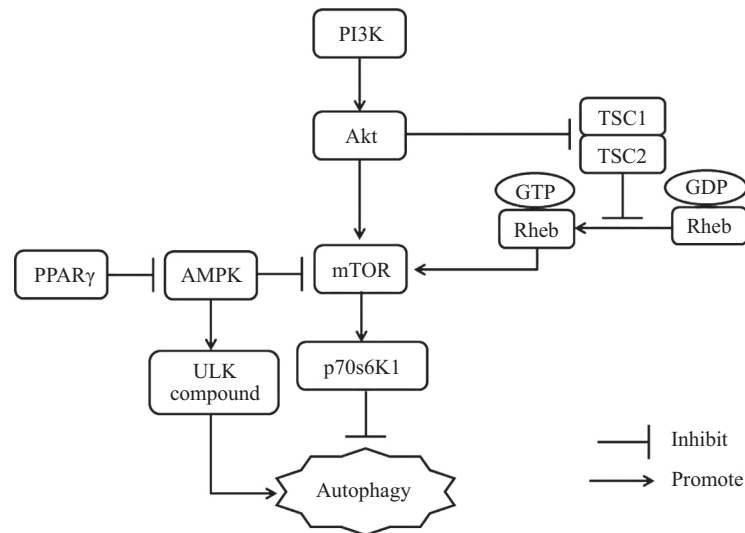 PI3K
Akt
TSC1
TSC2
GTP
GDP
Rheb
Rheb
PPARγ
AMPK
mTOR
ULK
compound
p70s6K1
Autophagy
Inhibit
Promote